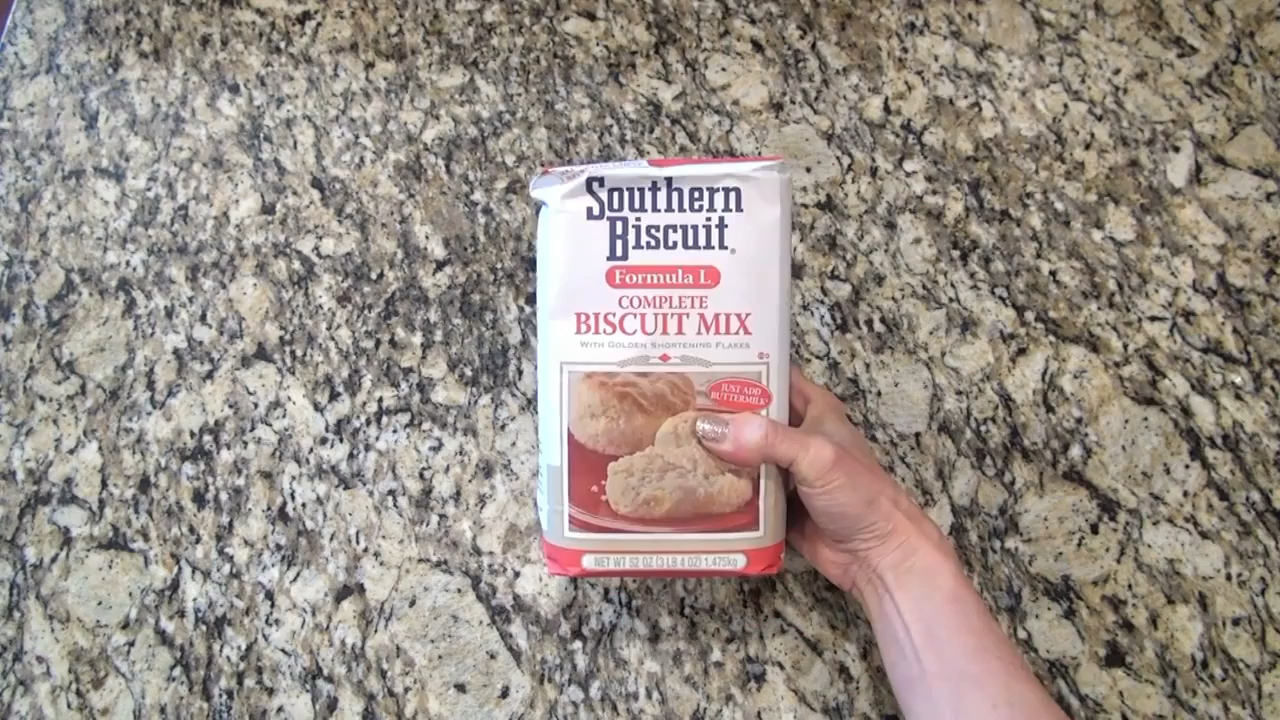 Southern
Biscuit
Formula L
COMPLETE
BISCUIT MIX
WITH GOLDEN SHORTENING FLAKES
JUST ADD
BUTTERMILK
NET WT 52 OZ (3 LB 4 OZ) 1.475kg